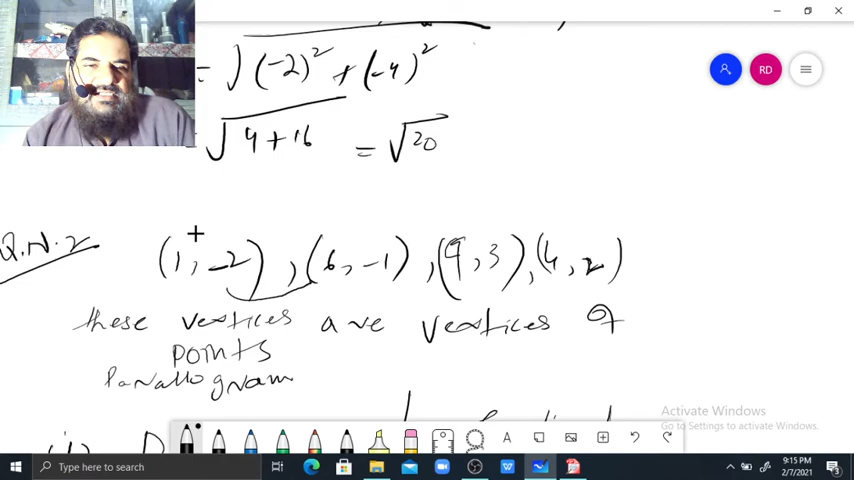 = √(-2)² + (-4)²
RD
= √4+16 = √20
Q.N.2 (1, -2), (6, -1), (9, 3), (4, 2)
these vertices are vertices of
points
Parallogram
Activate Windows
Go to Settings to activate Windows.
A
Type here to search
9:15 PM
2/7/2021
3